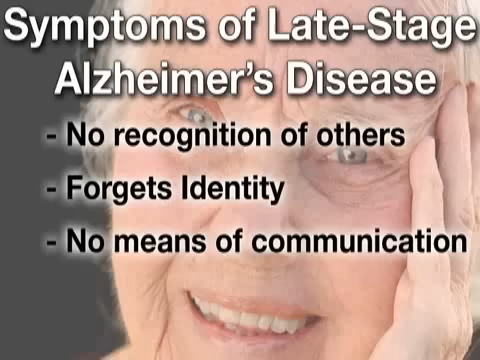 Symptoms of Late-Stage
Alzheimer's Disease
- No recognition of others
- Forgets Identity
- No means of communication